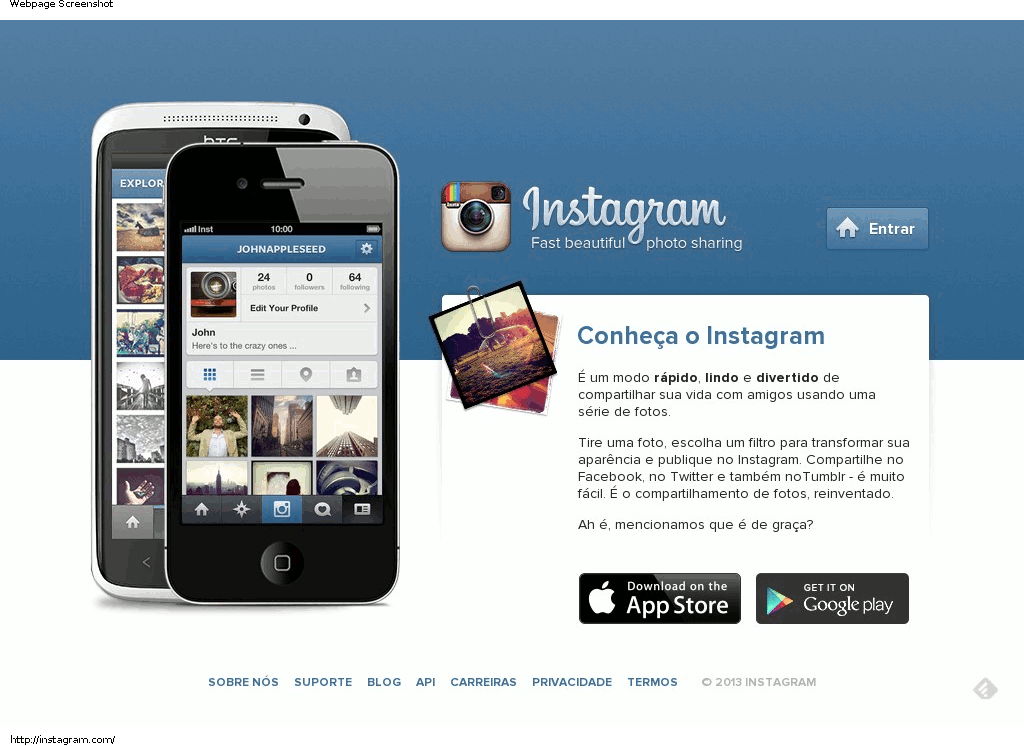 Webpage Screenshot
hTC
EXPLOR
Inst
10:00
JOHNAPPLESEED
24
photos
0
followers
64
following
Edit Your Profile
John
Here's to the crazy ones ...
Instagram
Fast beautiful photo sharing
Entrar
Conheça o Instagram
É um modo rápido, lindo e divertido de
compartilhar sua vida com amigos usando uma
série de fotos.
Tire uma foto, escolha um filtro para transformar sua
aparência e publique no Instagram. Compartilhe no
Facebook, no Twitter e também noTumblr - é muito
fácil. É o compartilhamento de fotos, reinventado.
Ah é, mencionamos que é de graça?
Download on the
App Store
GET IT ON
Google play
SOBRE NÓS SUPORTE BLOG API CARREIRAS PRIVACIDADE TERMOS © 2013 INSTAGRAM
http://instagram.com/